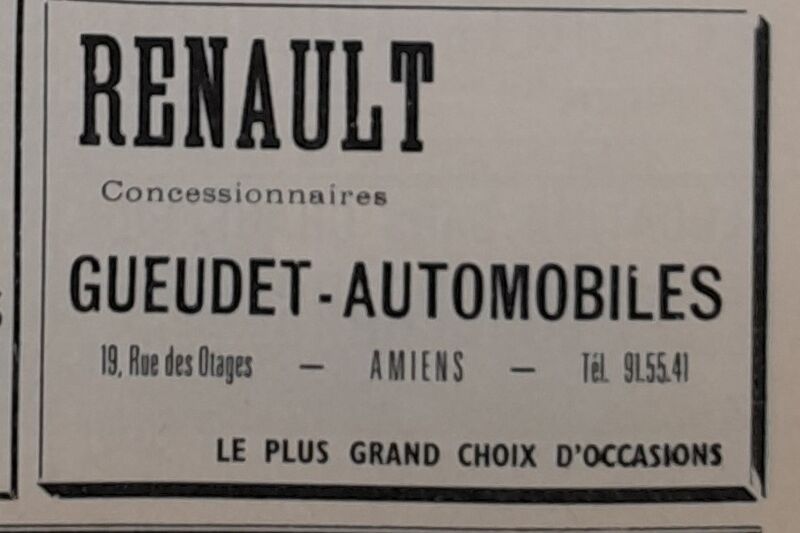 RENAULT
Concessionnaires
GUEUDET-AUTOMOBILES
19, Rue des Otages — AMIENS — Tél. 91.55.41
LE PLUS GRAND CHOIX D'OCCASIONS